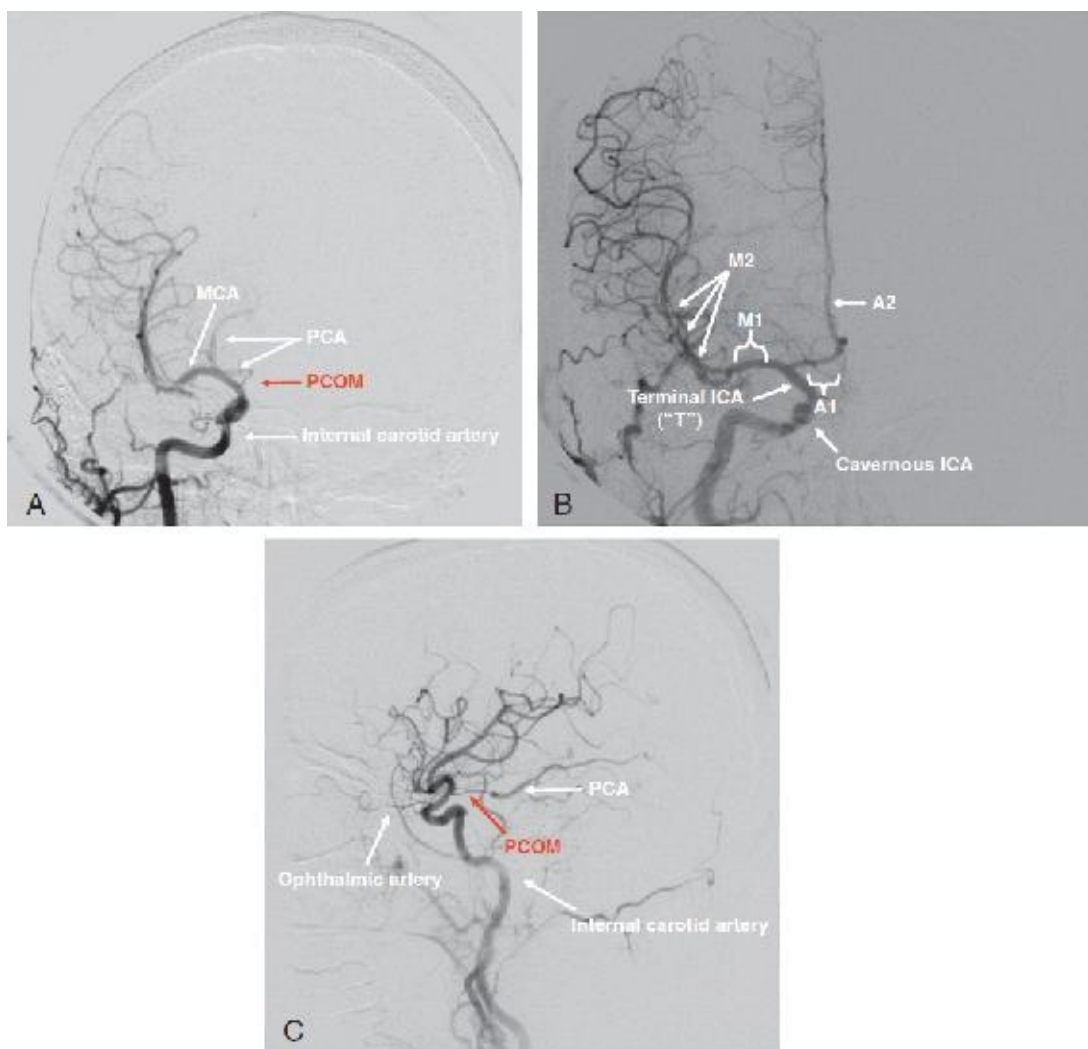 MCA
PCA
PCOM
Internal carotid artery
A
M2
A2
M1
Terminal ICA
("T")
A1
Cavernous ICA
B
PCA
PCOM
Ophthalmic artery
Internal carotid artery
C